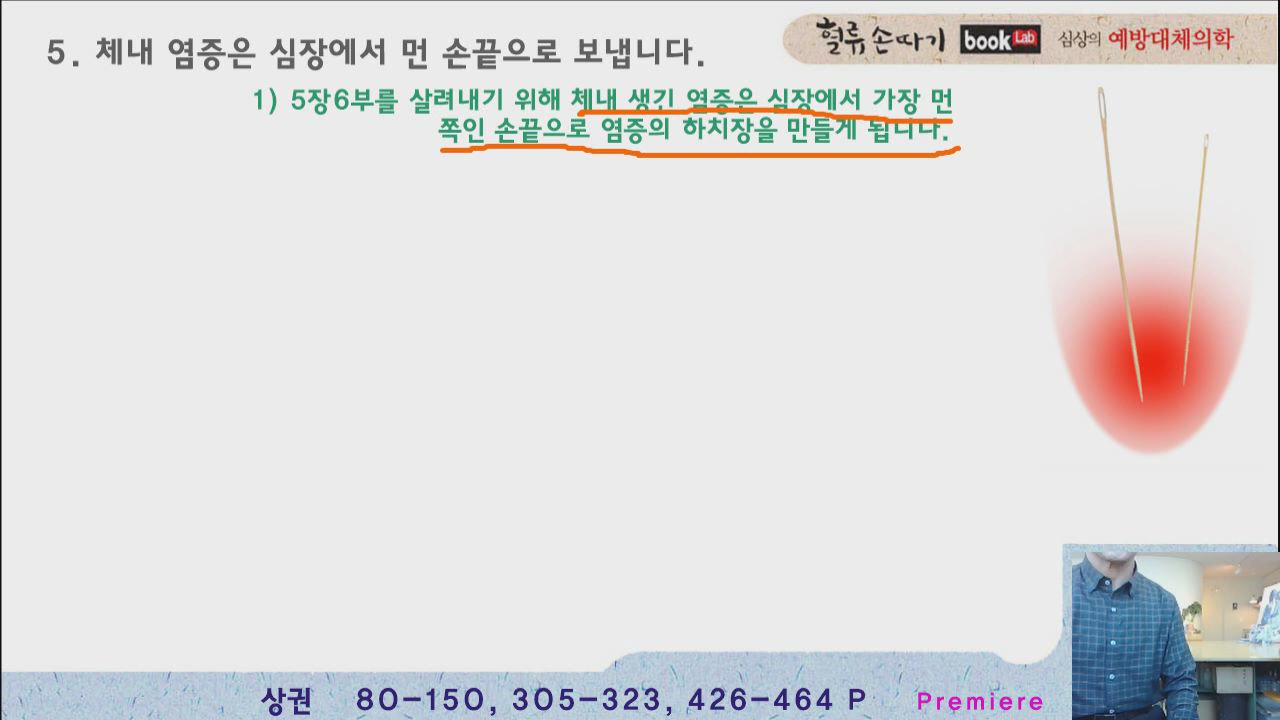 5. 체내 염증은 심장에서 먼 손끝으로 보냅니다.
혈류 손따기 book Lab 심상의 예방대체의학
1) 5장6부를 살려내기 위해 체내 생긴 염증은 심장에서 가장 먼
쪽인 손끝으로 염증의 하치장을 만들게 됩니다.
상권 80-150, 305-323, 426-464 P Premiere